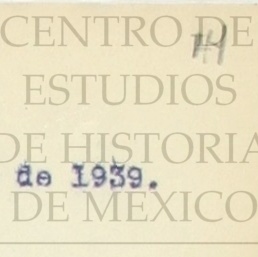 CENTRO DE
ESTUDIOS
DE HISTORIA
de 1939.
DE MEXICO